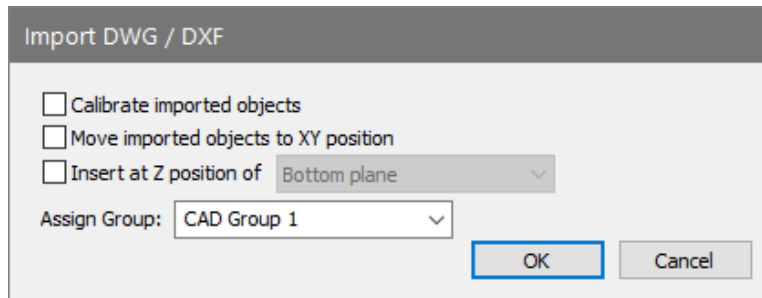 Import DWG / DXF
Calibrate imported objects
Move imported objects to XY position
Insert at Z position of Bottom plane
Assign Group: CAD Group 1
OK Cancel